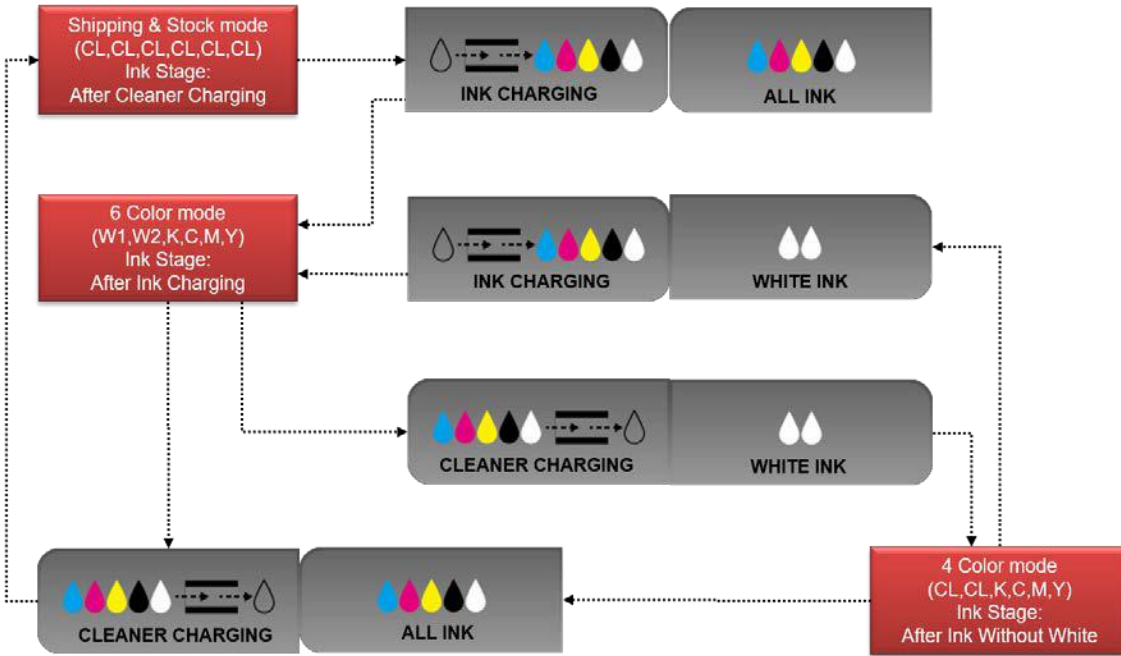 Shipping & Stock mode
(CL,CL,CL,CL,CL,CL)
Ink Stage:
After Cleaner Charging
INK CHARGING
ALL INK
6 Color mode
(W1,W2,K,C,M,Y)
Ink Stage:
After Ink Charging
INK CHARGING
WHITE INK
CLEANER CHARGING
WHITE INK
CLEANER CHARGING
ALL INK
4 Color mode
(CL,CL,K,C,M,Y)
Ink Stage:
After Ink Without White